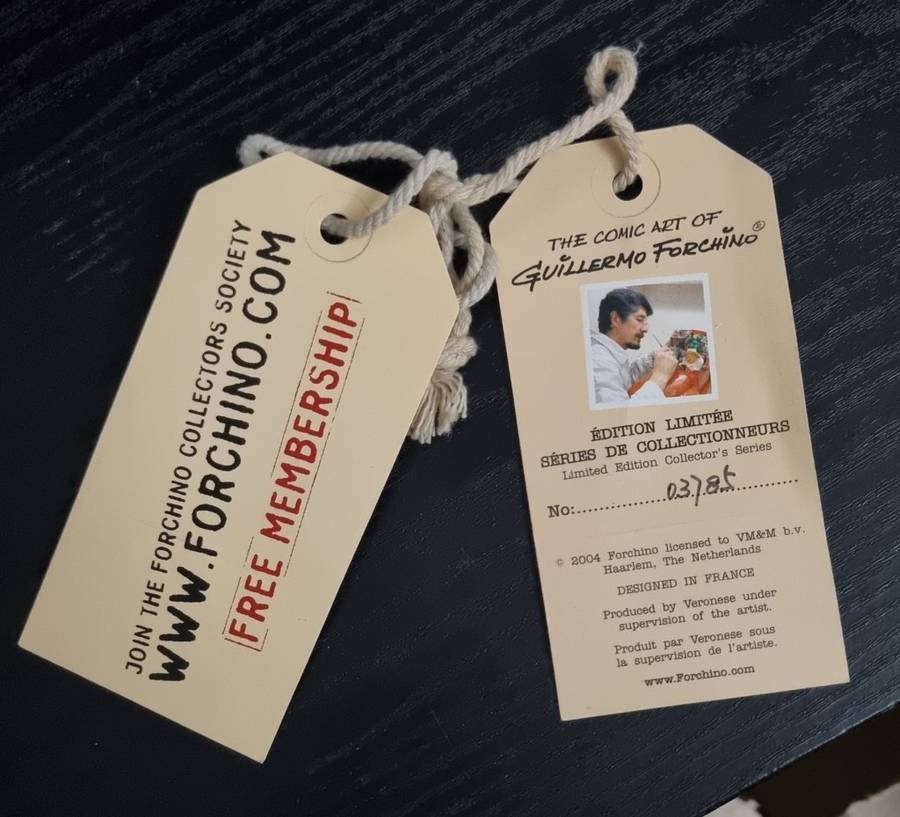 JOIN THE FORCHINO COLLECTORS SOCIETY
WWW.FORCHINO.COM
FREE MEMBERSHIP
THE COMIC ART OF
GUILLERMO FORCHINO®
ÉDITION LIMITÉE
SÉRIES DE COLLECTIONNEURS
Limited Edition Collector's Series
No:....................03785....................
© 2004 Forchino licensed to VM&M b.v.
Haarlem, The Netherlands
DESIGNED IN FRANCE
Produced by Veronese under
supervision of the artist.
Produit par Veronese sous
la supervision de l'artiste.
www.Forchino.com